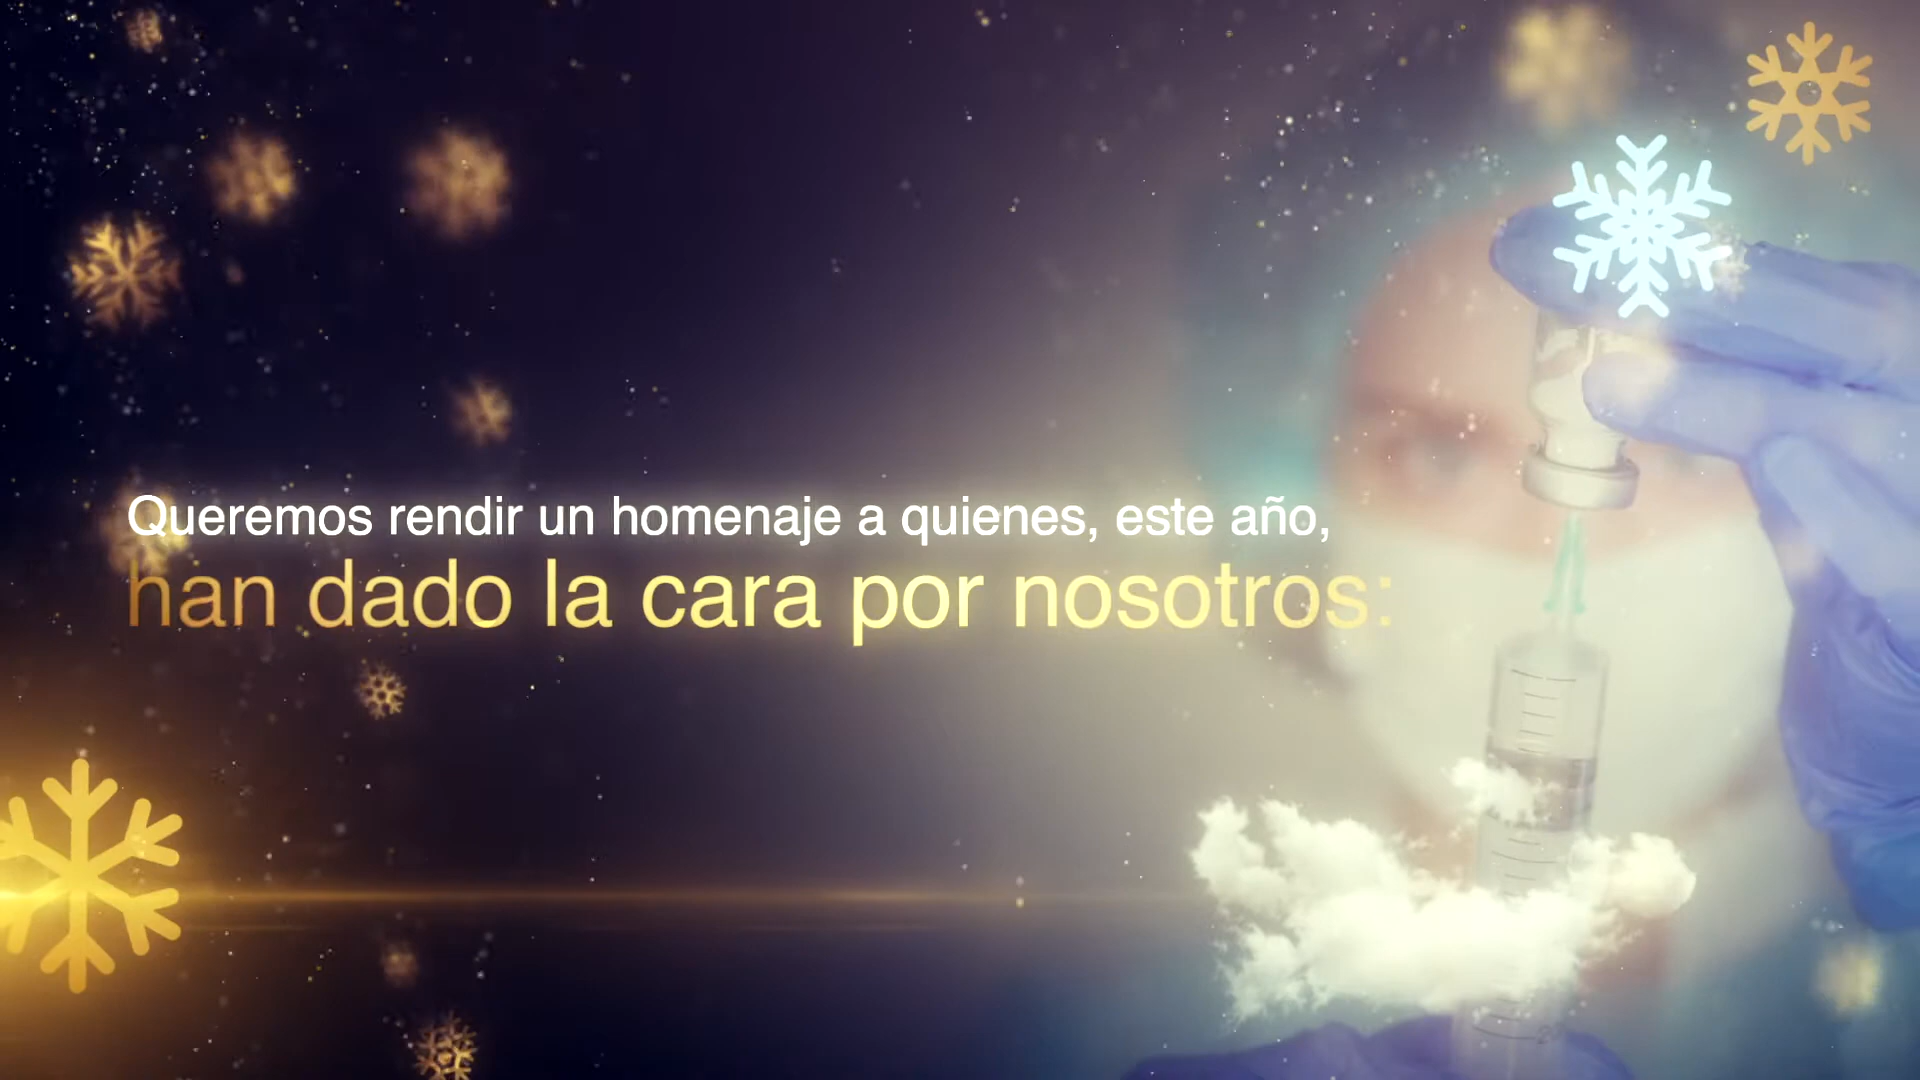 Queremos rendir un homenaje a quienes, este año,
han dado la cara por nosotros: